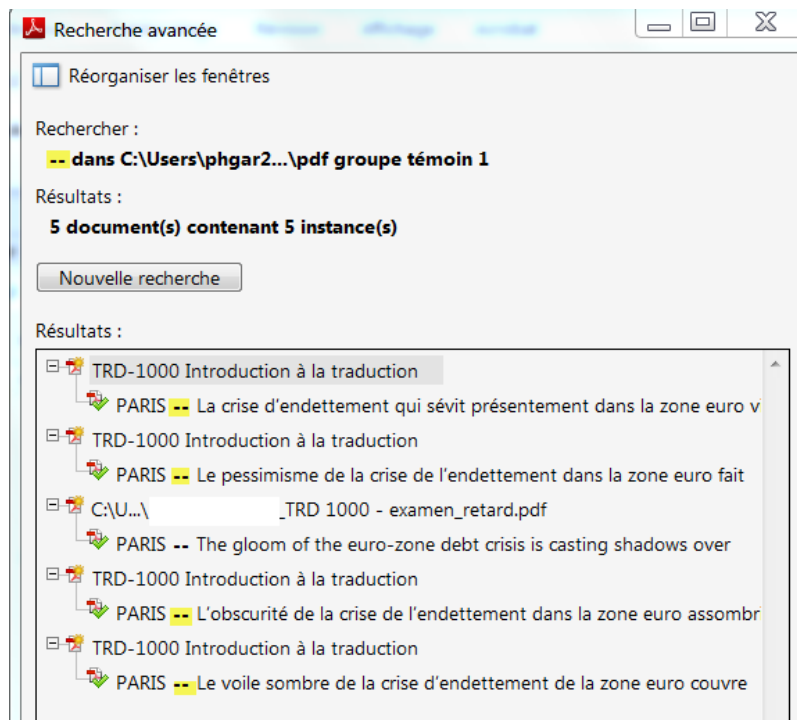 Recherche avancée
Réorganiser les fenêtres
Rechercher :
-- dans C:\Users\phgar2...\pdf groupe témoin 1
Résultats :
5 document(s) contenant 5 instance(s)
Nouvelle recherche
Résultats :
TRD-1000 Introduction à la traduction
PARIS -- La crise d'endettement qui sévit présentement dans la zone euro v
TRD-1000 Introduction à la traduction
PARIS -- Le pessimisme de la crise de l'endettement dans la zone euro fait
C:\U...\ _TRD 1000 - examen_retard.pdf
PARIS -- The gloom of the euro-zone debt crisis is casting shadows over
TRD-1000 Introduction à la traduction
PARIS -- L'obscurité de la crise de l'endettement dans la zone euro assombr
TRD-1000 Introduction à la traduction
PARIS -- Le voile sombre de la crise d'endettement de la zone euro couvre